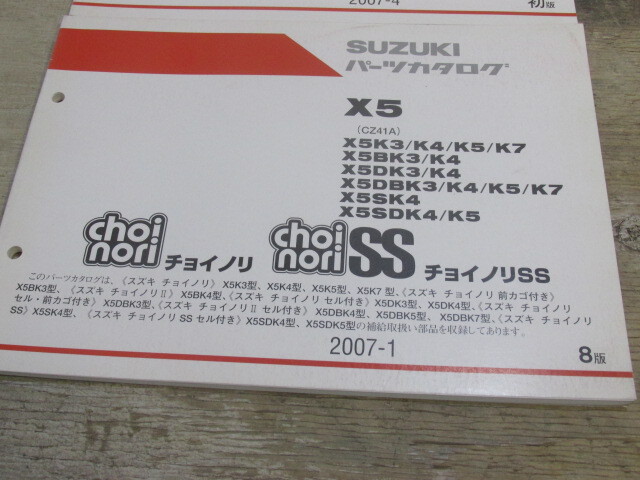 2007-4
初版
SUZUKI
パーツカタログ
X5
(CZ41A)
X5K3/K4/K5/K7
X5BK3/K4
X5DK3/K4
X5DBK3/K4/K5/K7
X5SK4
X5SDK4/K5
choi nori チョイノリ choi nori SS チョイノリSS
このパーツカタログは、《スズキ チョイノリ》X5K3型、X5K4型、X5K5型、X5K7型、《スズキ チョイノリ 前カゴ付き》
X5BK3型、《スズキ チョイノリⅡ》X5BK4型、《スズキ チョイノリ セル付き》X5DK3型、X5DK4型、《スズキ チョイノリ
セル・前カゴ付き》X5DBK3型、《スズキ チョイノリⅡ セル付き》X5DBK4型、X5DBK5型、X5DBK7型、《スズキ チョイノリ
SS》X5SK4型、《スズキ チョイノリ SS セル付き》X5SDK4型、X5SDK5型の補給取扱い部品を収録してあります。
2007-1
8版